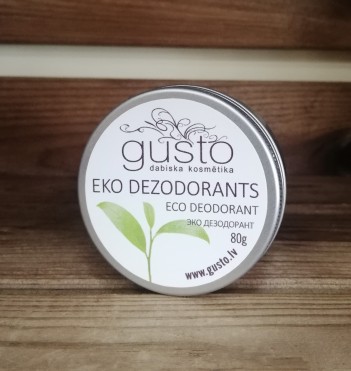 gusto
dabiska kosmētika
EKO DEZODORANTS
ECO DEODORANT
ЭКО ДЕЗОДОРАНТ
80g
www.gusto.lv